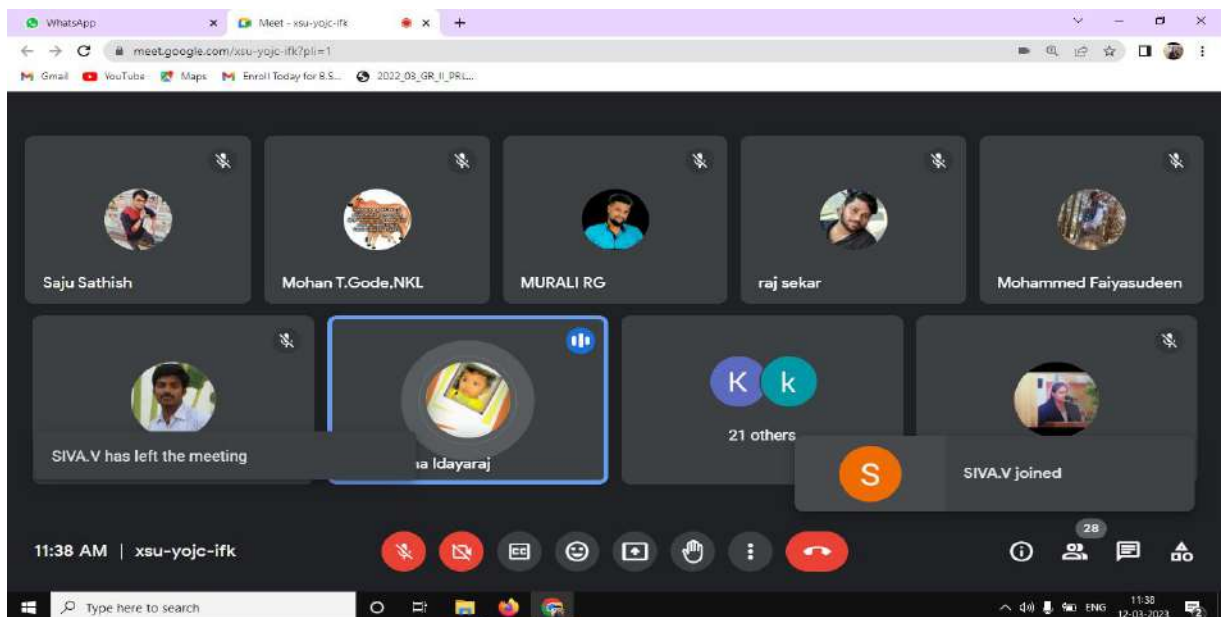 WhatsApp
Meet – xsu-yojc-ifk
meet.google.com/xsu-yojc-ifk?pli=1
Gmail
YouTube
Maps
Enroll Today for B.S...
2022_03_GR_II_PRL...
Saju Sathish
Mohan T.Gode,NKL
MURALI RG
raj sekar
Mohammed Faiyasudeen
SIVA.V has left the meeting
Idayaraj
K k
21 others
S
SIVA.V joined
11:38 AM | xsu-yojc-ifk
CC
28
Type here to search
ENG
11:38
12-03-2023
2